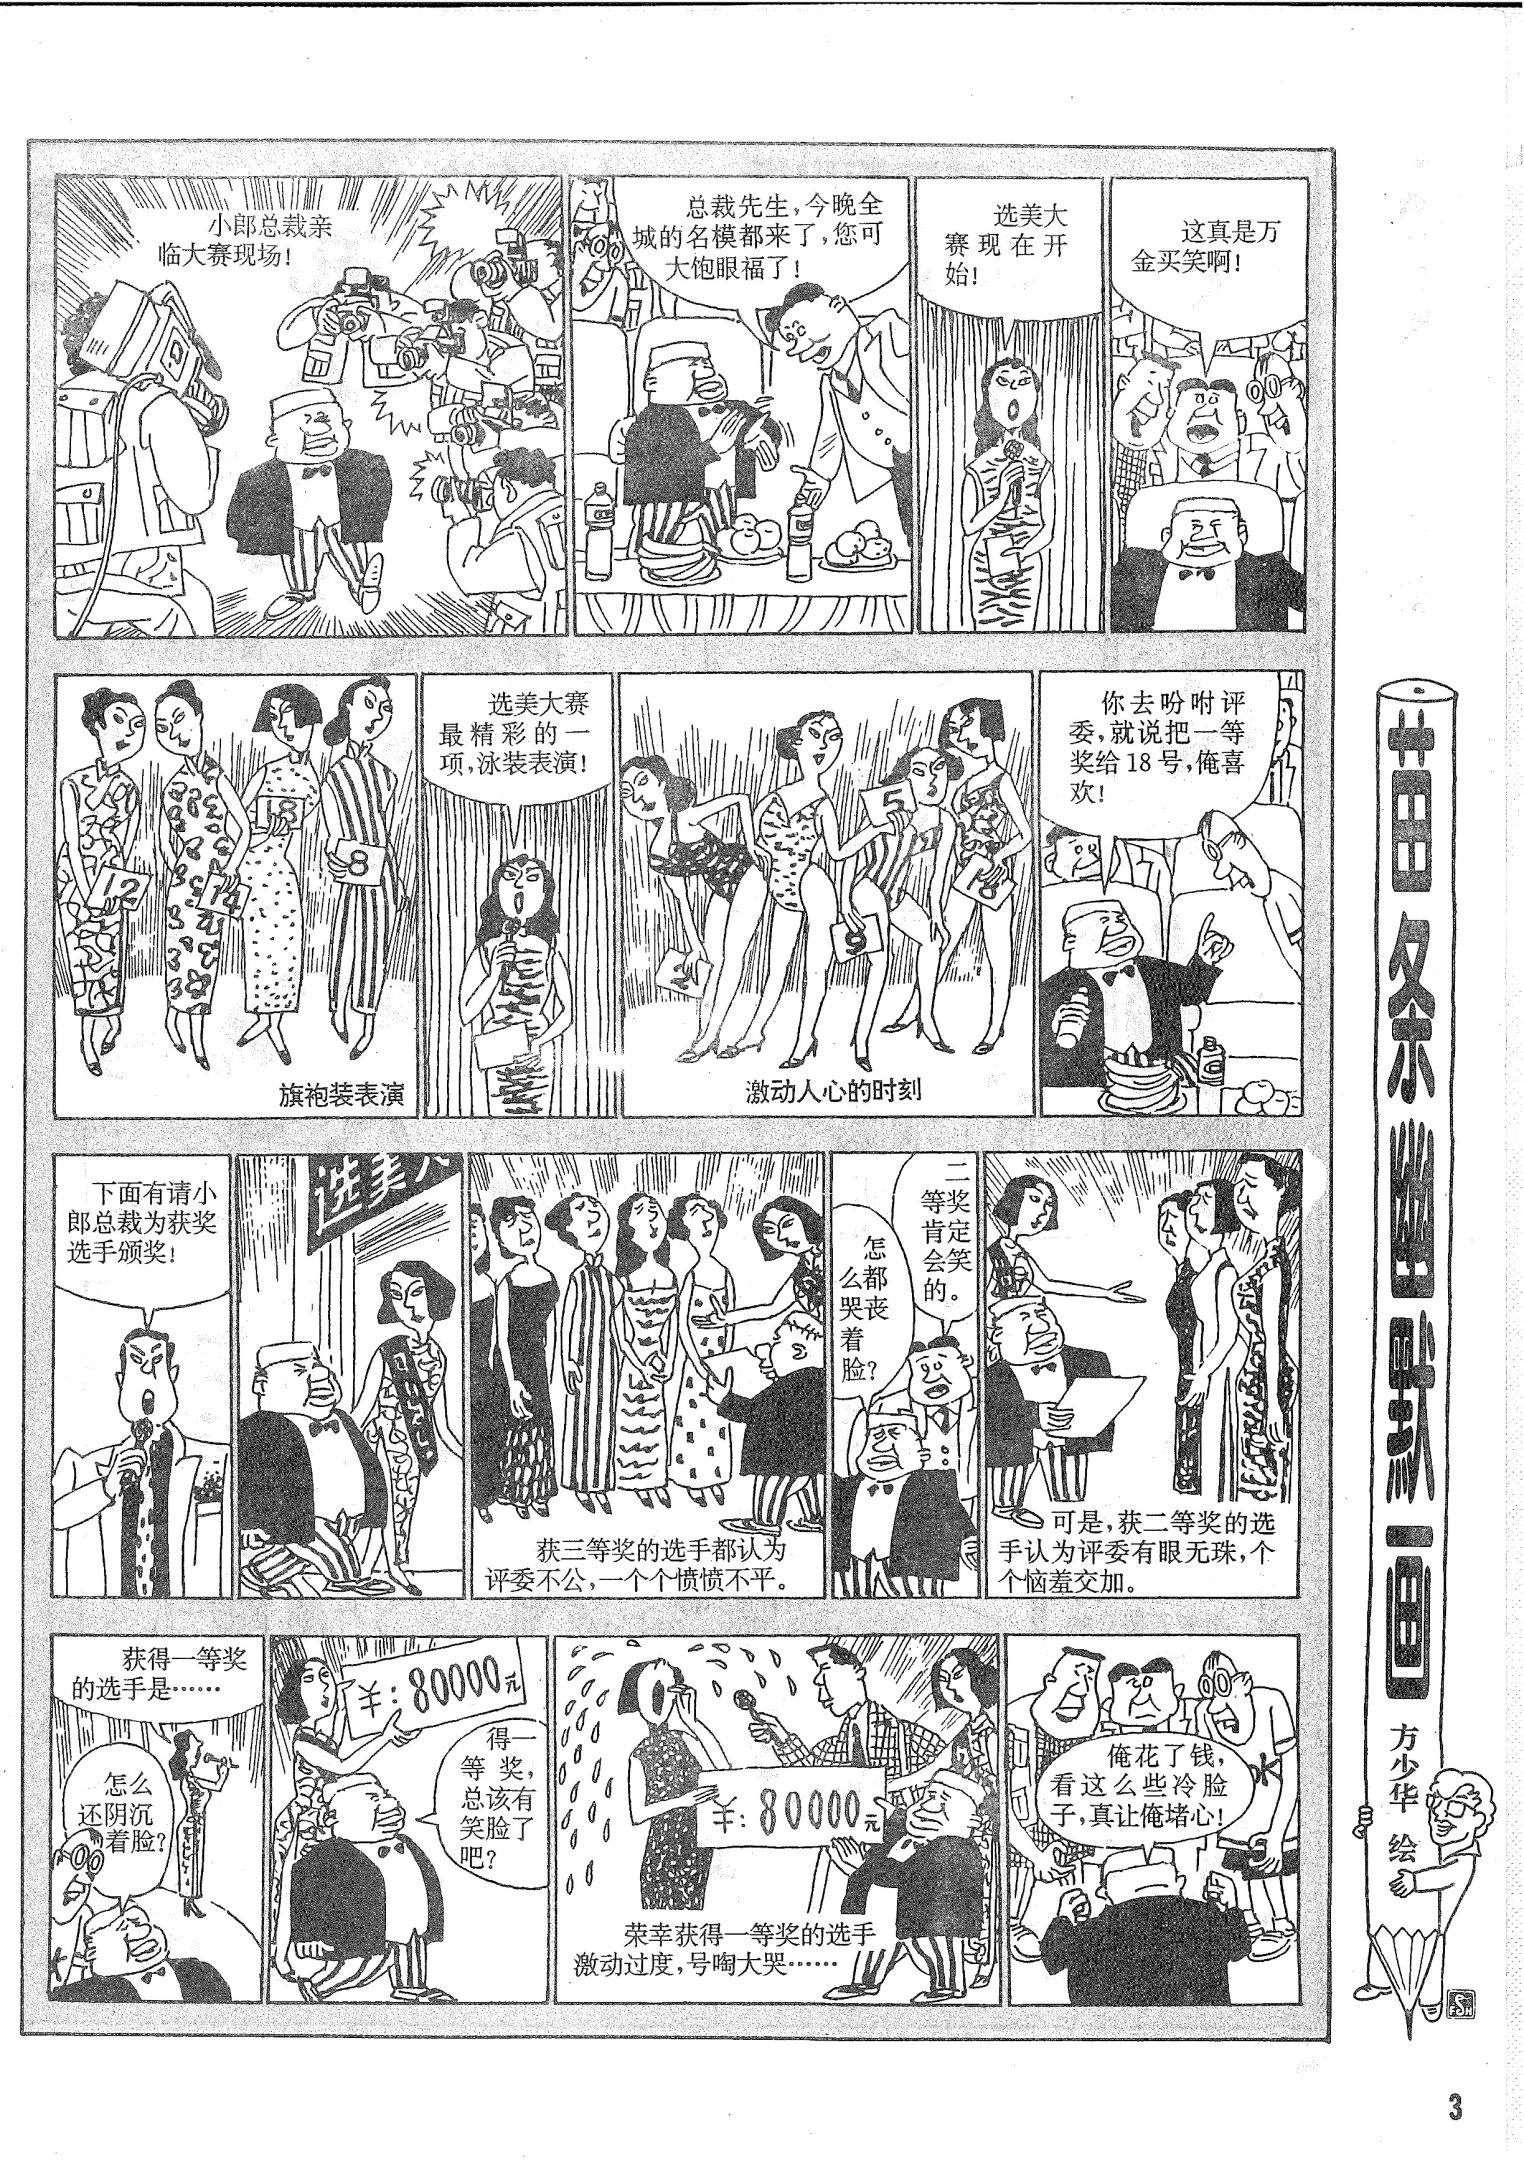 小郎总裁亲
临大赛现场!
总裁先生,今晚全
城的名模都来了,您可
大饱眼福了!
选美大
赛现在开
始!
这真是万
金买笑啊!
12
14
18
8
旗袍装表演
选美大赛
最精彩的一
项,泳装表演!
5
9
激动人心的时刻
你去吩咐评
委,就说把一等
奖给18号,俺喜
欢!
下面有请小
郎总裁为获奖
选手颁奖!
选美大
获三等奖的选手都认为
评委不公,一个个愤愤不平。
怎
么都
哭丧
着
脸?
二
等奖
肯定
会笑
的。
可是,获二等奖的选
手认为评委有眼无珠,个
个恼羞交加。
获得一等奖
的选手是……
怎么
还阴沉
着脸?
¥:80000元
得一
等奖,
总该有
笑脸了
吧?
¥:80000元
荣幸获得一等奖的选手
激动过度,号啕大哭……
俺花了钱,
看这么些冷脸
子,真让俺堵心!
苗条幽默画
方少华 绘
FSH
3